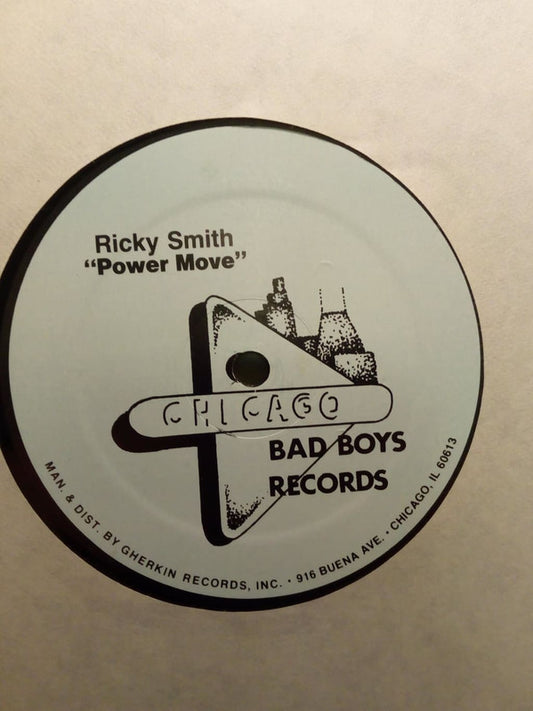 Ricky Smith
“Power Move”
CHICAGO
BAD BOYS
RECORDS
MAN. & DIST. BY GHERKIN RECORDS, INC. • 916 BUENA AVE. • CHICAGO, IL 60613